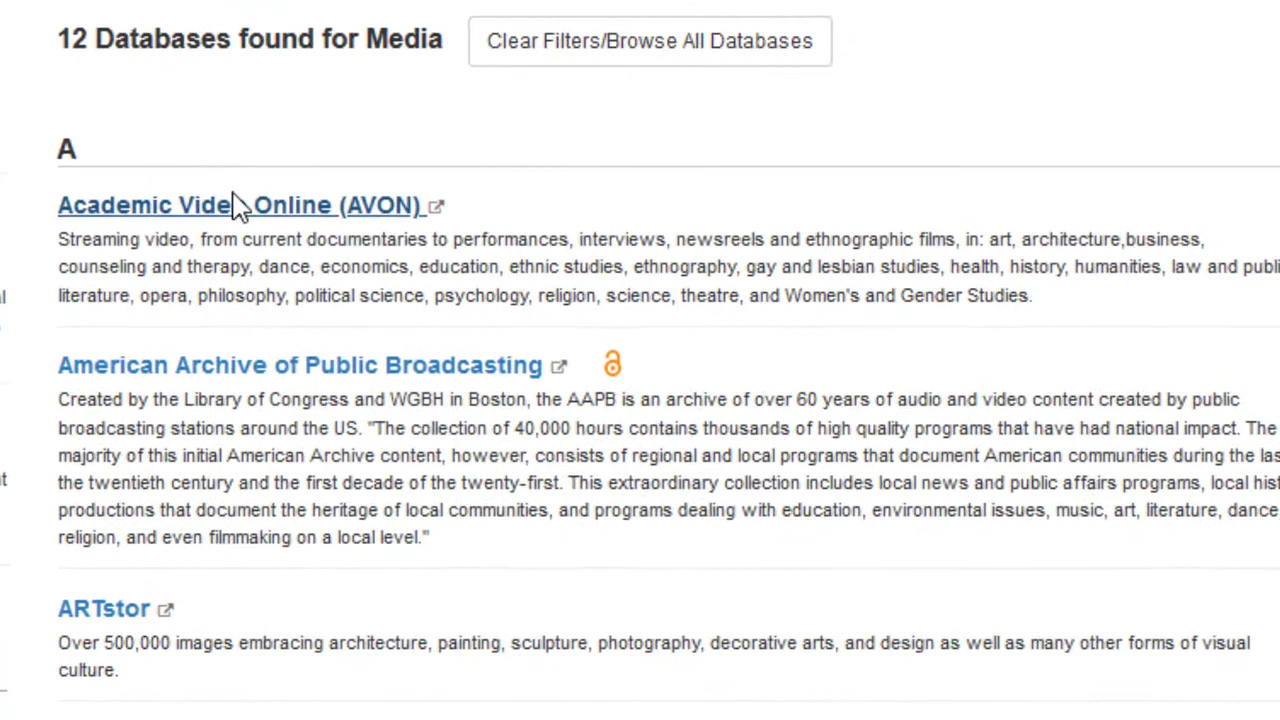 12 Databases found for Media
Clear Filters/Browse All Databases
A
Academic Video Online (AVON)
Streaming video, from current documentaries to performances, interviews, newsreels and ethnographic films, in: art, architecture,business,
counseling and therapy, dance, economics, education, ethnic studies, ethnography, gay and lesbian studies, health, history, humanities, law and publi
literature, opera, philosophy, political science, psychology, religion, science, theatre, and Women's and Gender Studies.
American Archive of Public Broadcasting
Created by the Library of Congress and WGBH in Boston, the AAPB is an archive of over 60 years of audio and video content created by public
broadcasting stations around the US. "The collection of 40,000 hours contains thousands of high quality programs that have had national impact. The
majority of this initial American Archive content, however, consists of regional and local programs that document American communities during the las
the twentieth century and the first decade of the twenty-first. This extraordinary collection includes local news and public affairs programs, local hist
productions that document the heritage of local communities, and programs dealing with education, environmental issues, music, art, literature, dance
religion, and even filmmaking on a local level."
ARTstor
Over 500,000 images embracing architecture, painting, sculpture, photography, decorative arts, and design as well as many other forms of visual
culture.